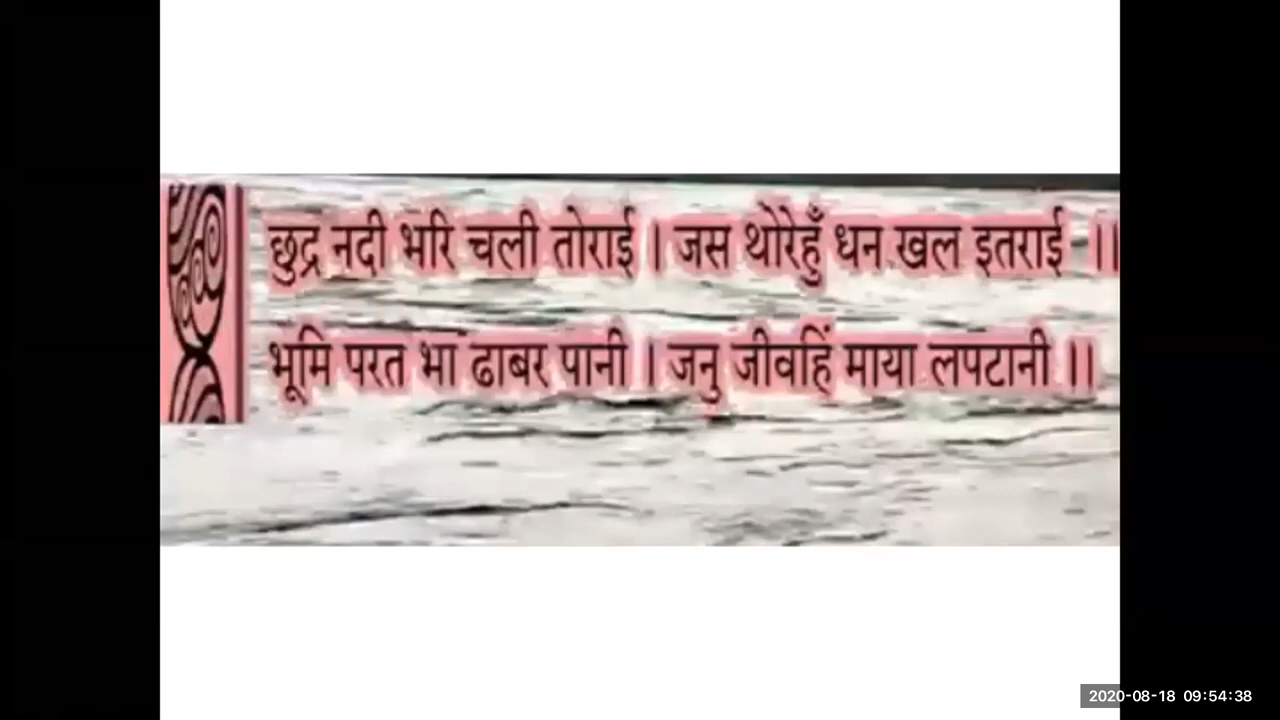 छुद्र नदी भरि चली तोराई । जस थोरेहुँ धन खल इतराई ।।
भूमि परत भा ढाबर पानी । जनु जीवहिं माया लपटानी ।।
2020-08-18 09:54:38